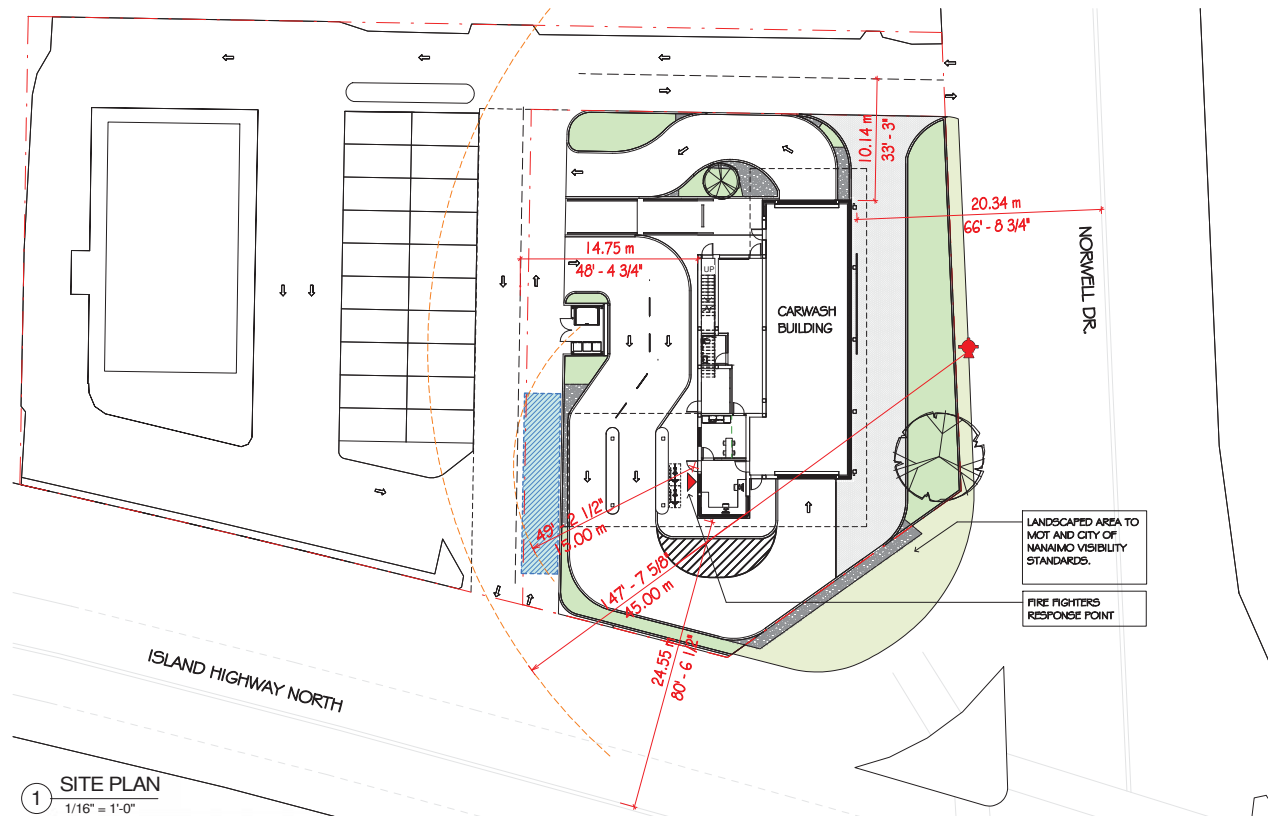 10.14 m
33' - 3"
20.34 m
66' - 8 3/4"
NORWELL DR.
14.75 m
48' - 4 3/4"
UP
CARWASH
BUILDING
49' - 2 1/2"
15.00 m
147' - 7 5/8"
45.00 m
24.55 m
80' - 6 1/2"
LANDSCAPED AREA TO
MOT AND CITY OF
NANAIMO VISIBILITY
STANDARDS.
FIRE FIGHTERS
RESPONSE POINT
ISLAND HIGHWAY NORTH
1
SITE PLAN
1/16" = 1'-0"